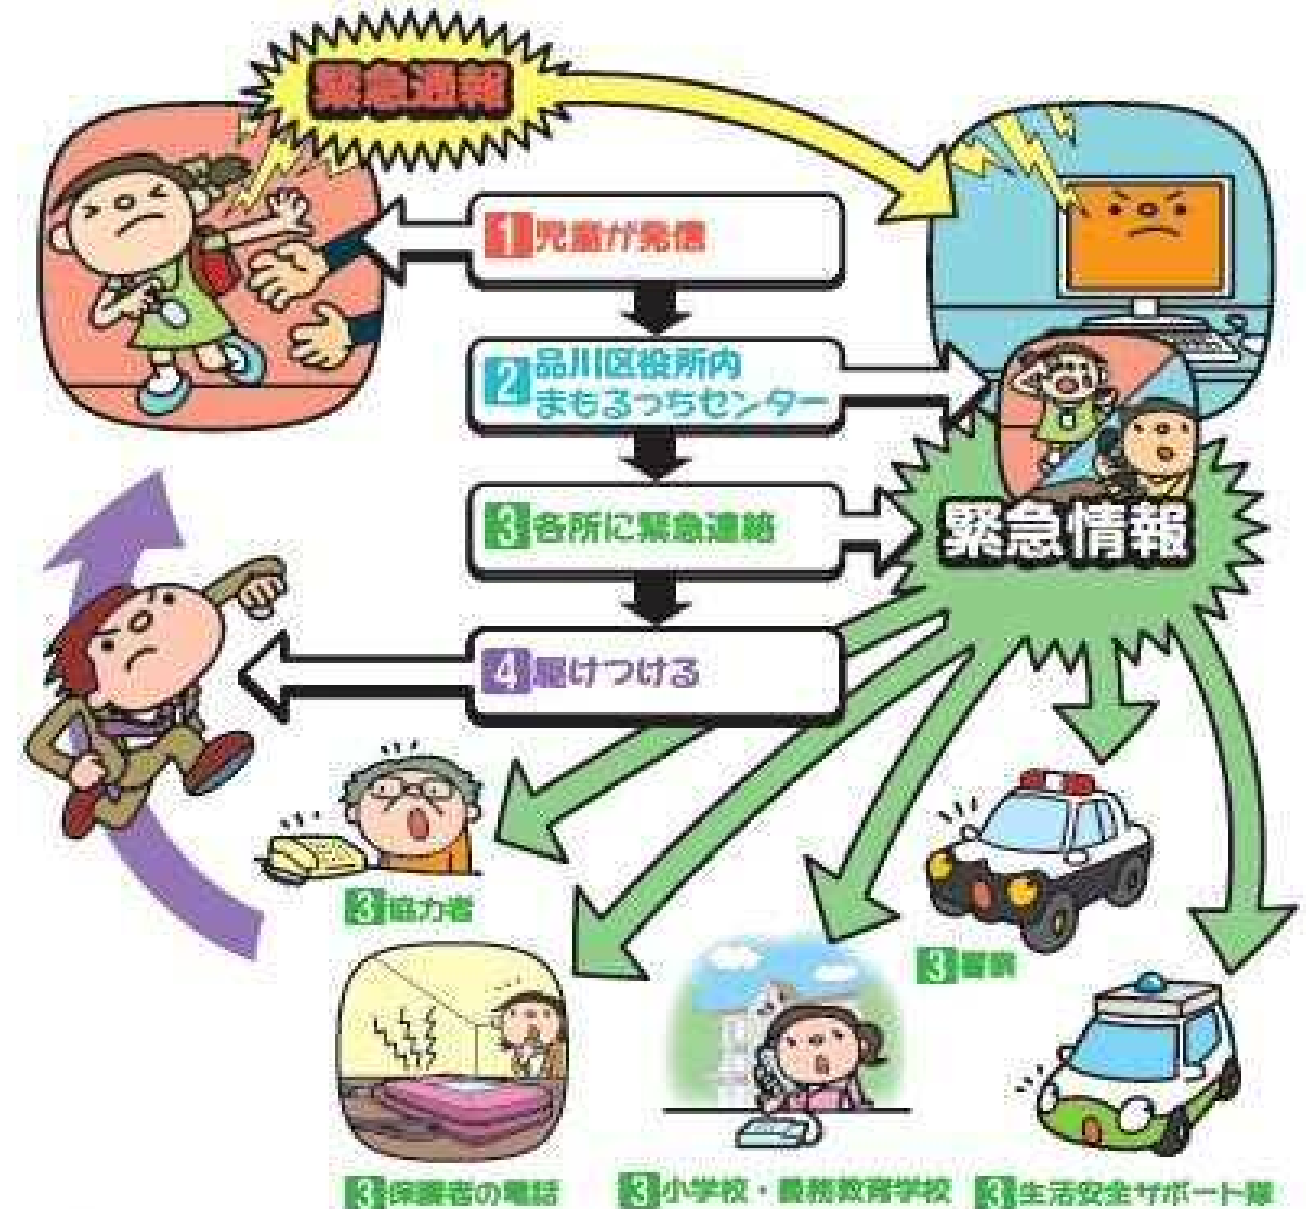 緊急通報
1 児童が発信
2 品川区役所内
まもるっちセンター
3 各所に緊急連絡
緊急情報
4 駆けつける
3 協力者
3 警察
3 保護者の電話
3 小学校・義務教育学校
3 生活安全サポート隊